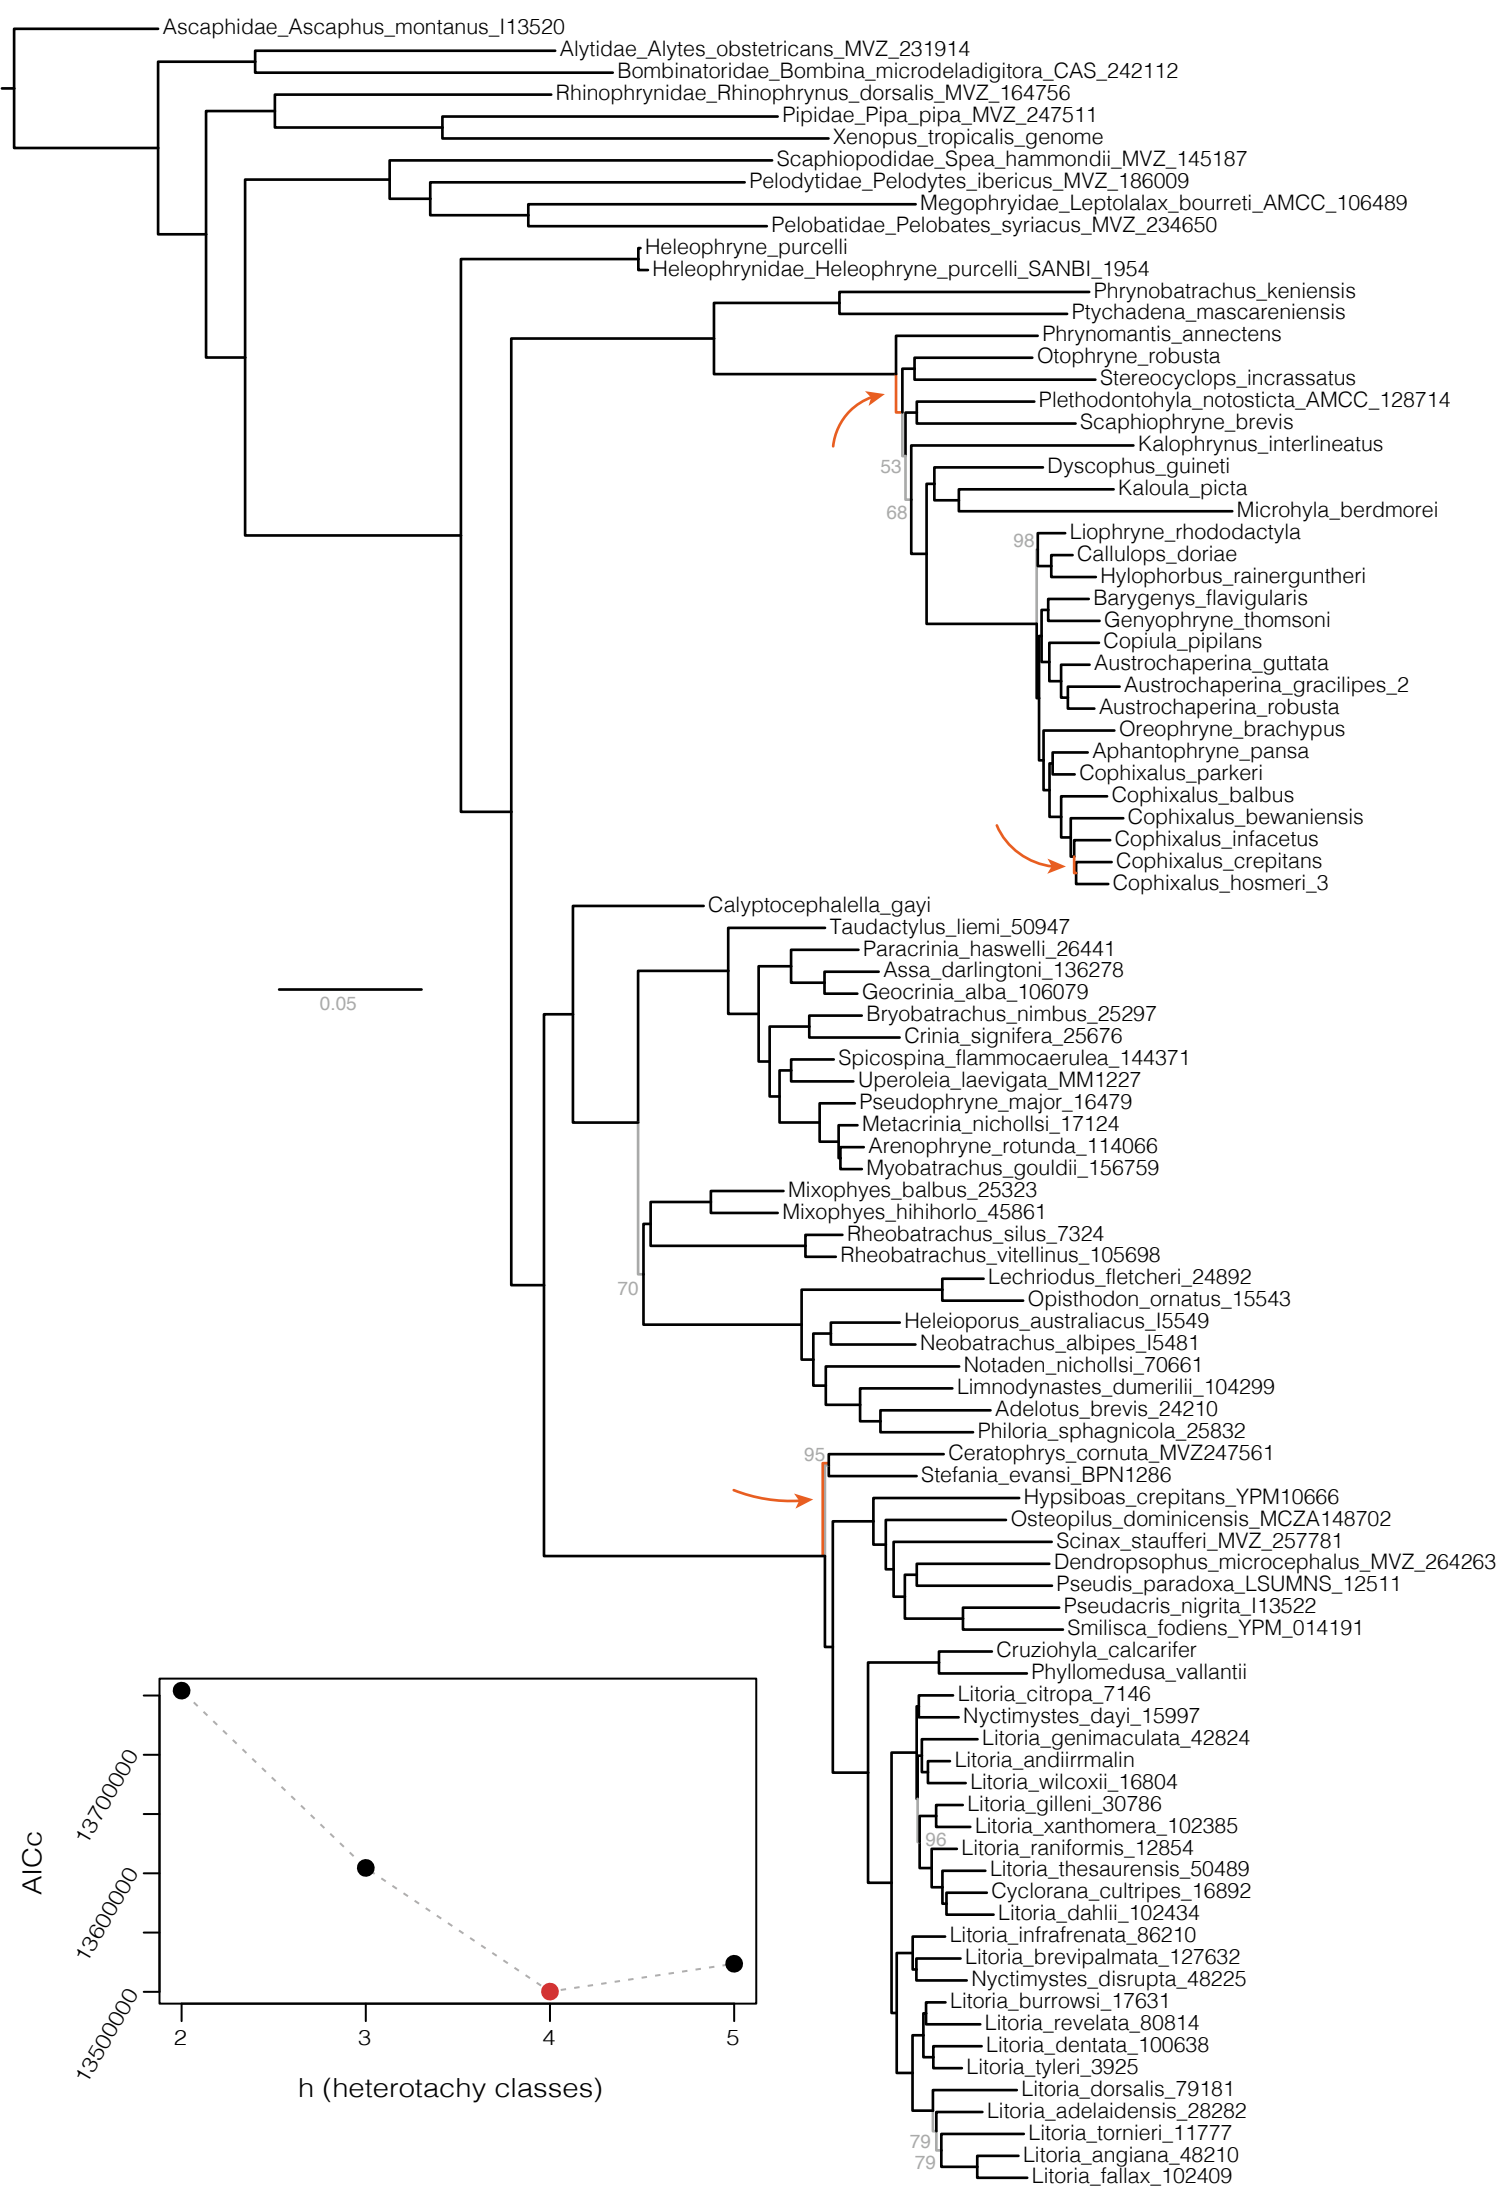 Ascaphidae_Ascaphus_montanus_I13520
Alytidae_Alytes_obstetricans_MVZ_231914
Bombinatoridae_Bombina_microdeladigitora_CAS_242112
Rhinophrynidae_Rhinophrynus_dorsalis_MVZ_164756
Pipidae_Pipa_pipa_MVZ_247511
Xenopus_tropicalis_genome
Scaphiopodidae_Spea_hammondii_MVZ_145187
Pelodytidae_Pelodytes_ibericus_MVZ_186009
Megophryidae_Leptolalax_bourreti_AMCC_106489
Pelobatidae_Pelobates_syriacus_MVZ_234650
Heleophryne_purcelli
Heleophrynidae_Heleophryne_purcelli_SANBI_1954
Phrynobatrachus_keniensis
Ptychadena_mascareniensis
Phrynomantis_annectens
Otophryne_robusta
Stereocyclops_incrassatus
Plethodontohyla_notosticta_AMCC_128714
Scaphiophryne_brevis
Kalophrynus_interlineatus
53
Dyscophus_guineti
Kaloula_picta
68
Microhyla_berdmorei
Liophryne_rhododactyla
98
Callulops_doriae
Hylophorbus_rainerguntheri
Barygenys_flavigularis
Genyophryne_thomsoni
Copiula_pipilans
Austrochaperina_guttata
Austrochaperina_gracilipes_2
Austrochaperina_robusta
Oreophryne_brachypus
Aphantophryne_pansa
Cophixalus_parkeri
Cophixalus_balbus
Cophixalus_bewaniensis
Cophixalus_infacetus
Cophixalus_crepitans
Cophixalus_hosmeri_3
Calyptocephalella_gayi
Taudactylus_liemi_50947
Paracrinia_haswelli_26441
Assa_darlingtoni_136278
Geocrinia_alba_106079
0.05
Bryobatrachus_nimbus_25297
Crinia_signifera_25676
Spicospina_flammocaerulea_144371
Uperoleia_laevigata_MM1227
Pseudophryne_major_16479
Metacrinia_nichollsi_17124
Arenophryne_rotunda_114066
Myobatrachus_gouldii_156759
Mixophyes_balbus_25323
Mixophyes_hihihorlo_45861
Rheobatrachus_silus_7324
Rheobatrachus_vitellinus_105698
Lechriodus_fletcheri_24892
70
Opisthodon_ornatus_15543
Heleioporus_australiacus_I5549
Neobatrachus_albipes_I5481
Notaden_nichollsi_70661
Limnodynastes_dumerilii_104299
Adelotus_brevis_24210
Philoria_sphagnicola_25832
95
Ceratophrys_cornuta_MVZ247561
Stefania_evansi_BPN1286
Hypsiboas_crepitans_YPM10666
Osteopilus_dominicensis_MCZA148702
Scinax_staufferi_MVZ_257781
Dendropsophus_microcephalus_MVZ_264263
Pseudis_paradoxa_LSUMNS_12511
Pseudacris_nigrita_I13522
Smilisca_fodiens_YPM_014191
Cruziohyla_calcarifer
Phyllomedusa_vallantii
Litoria_citropa_7146
Nyctimystes_dayi_15997
Litoria_genimaculata_42824
Litoria_andiirrmalin
Litoria_wilcoxii_16804
Litoria_gilleni_30786
Litoria_xanthomera_102385
96
Litoria_raniformis_12854
Litoria_thesaurensis_50489
Cyclorana_cultripes_16892
Litoria_dahlii_102434
Litoria_infrafrenata_86210
Litoria_brevipalmata_127632
Nyctimystes_disrupta_48225
Litoria_burrowsi_17631
Litoria_revelata_80814
Litoria_dentata_100638
Litoria_tyleri_3925
Litoria_dorsalis_79181
Litoria_adelaidensis_28282
Litoria_tornieri_11777
79
Litoria_angiana_48210
79
Litoria_fallax_102409
AICc
13700000
13600000
13500000
2 3 4 5
h (heterotachy classes)